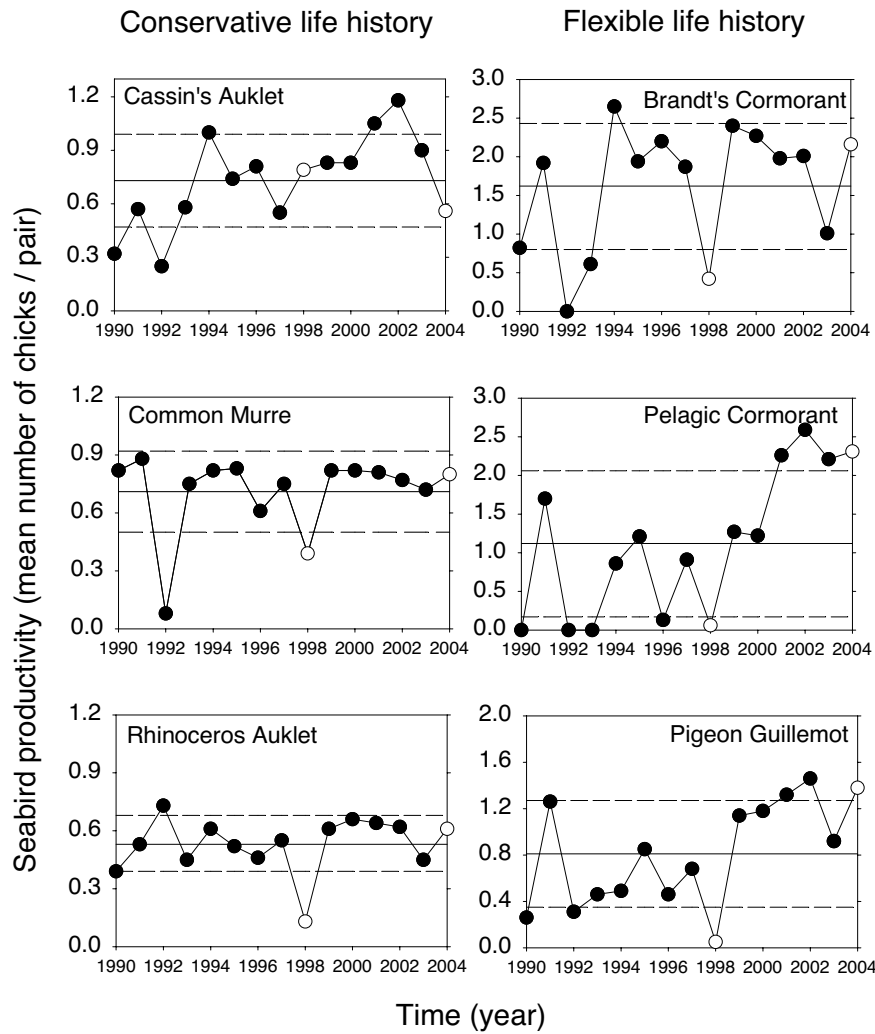 Conservative life history
Flexible life history
Seabird productivity (mean number of chicks / pair)
Cassin's Auklet
1.2
0.9
0.6
0.3
0.0
1990 1992 1994 1996 1998 2000 2002 2004
Brandt's Cormorant
3.0
2.5
2.0
1.5
1.0
0.5
0.0
1990 1992 1994 1996 1998 2000 2002 2004
Common Murre
1.2
0.9
0.6
0.3
0.0
1990 1992 1994 1996 1998 2000 2002 2004
Pelagic Cormorant
3.0
2.5
2.0
1.5
1.0
0.5
0.0
1990 1992 1994 1996 1998 2000 2002 2004
Rhinoceros Auklet
1.2
0.9
0.6
0.3
0.0
1990 1992 1994 1996 1998 2000 2002 2004
Pigeon Guillemot
2.0
1.6
1.2
0.8
0.4
0.0
1990 1992 1994 1996 1998 2000 2002 2004
Time (year)